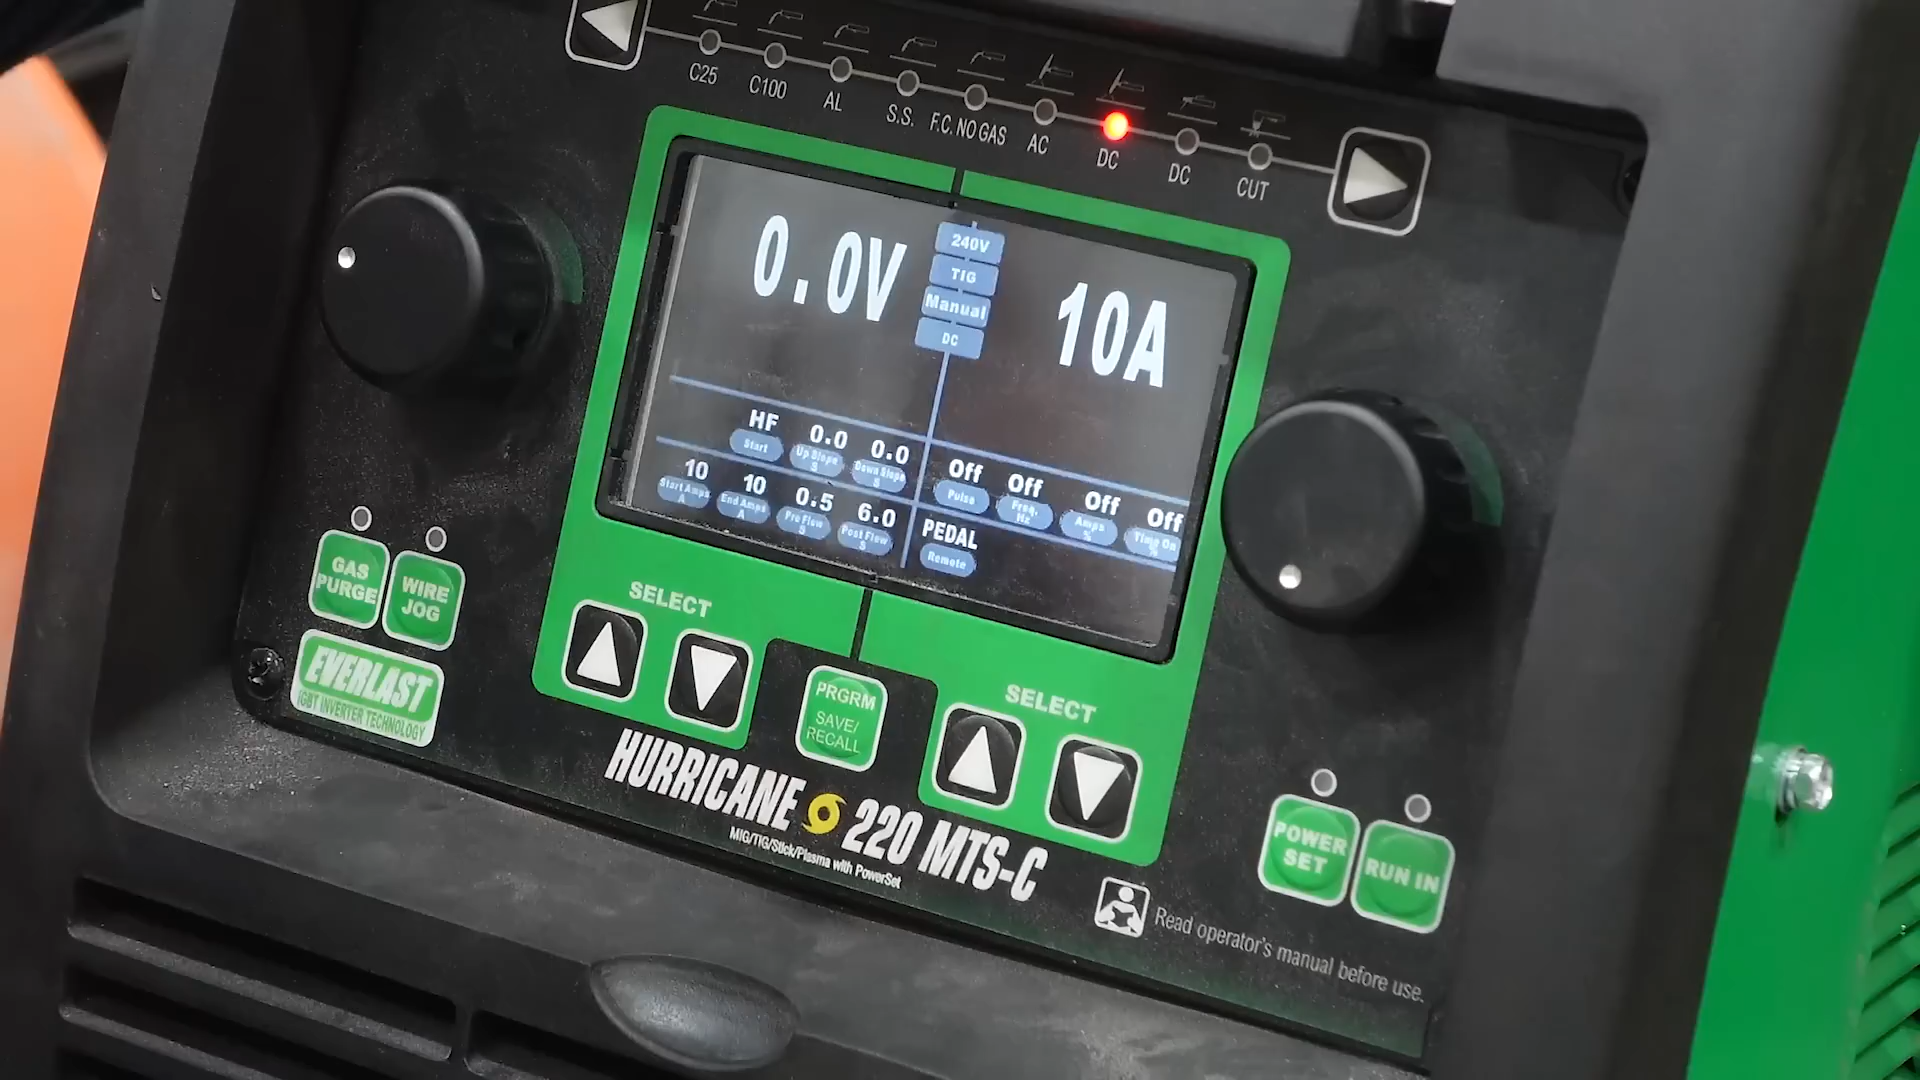 C25 C100 AL S.S. F.C. NO GAS AC DC DC CUT
0.0V
240V
TIG
Manual
DC
10A
HF 0.0 0.0
Start Up Slope S Down Slope S
10 10 0.5 6.0
Start Amps A End Amps A Pre Flow S Post Flow S
Off Off Off Off
Pulse Freq. Hz Amps % Time On %
PEDAL
Remote
GAS PURGE
WIRE JOG
EVERLAST
IGBT INVERTER TECHNOLOGY
SELECT
PRGRM
SAVE/
RECALL
SELECT
HURRICANE 220 MTS-C
MIG/TIG/Stick/Plasma with PowerSet
POWER SET
RUN IN
Read operator's manual before use.